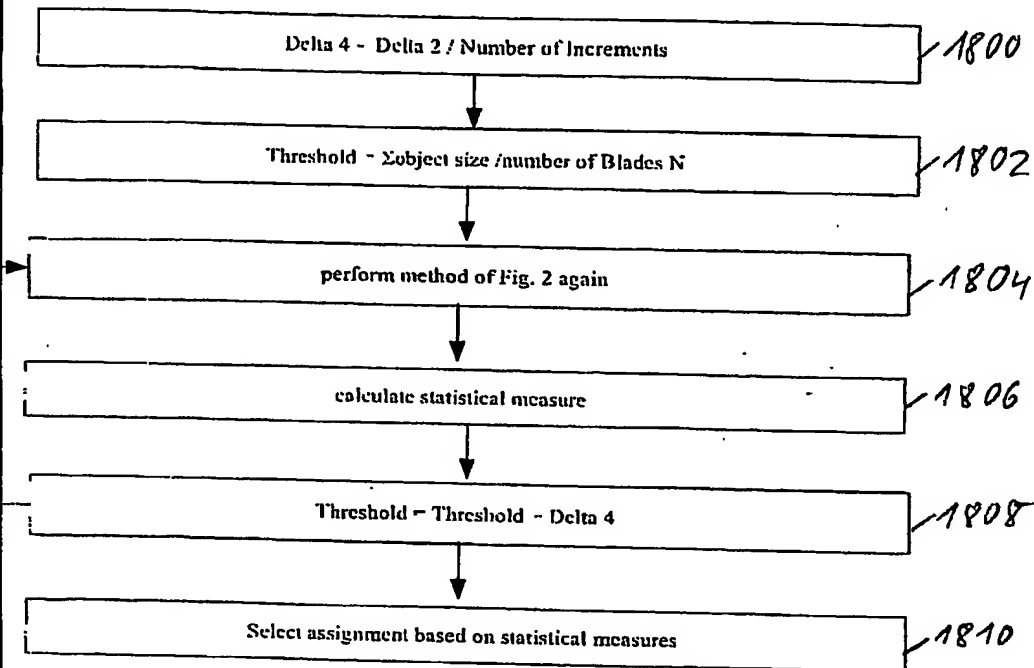 Delta 4 - Delta 2 / Number of Increments
1800
Threshold - Σobject size /number of Blades N
1802
perform method of Fig. 2 again
1804
calculate statistical measure
1806
Threshold - Threshold - Delta 4
1808
Select assignment based on statistical measures
1810